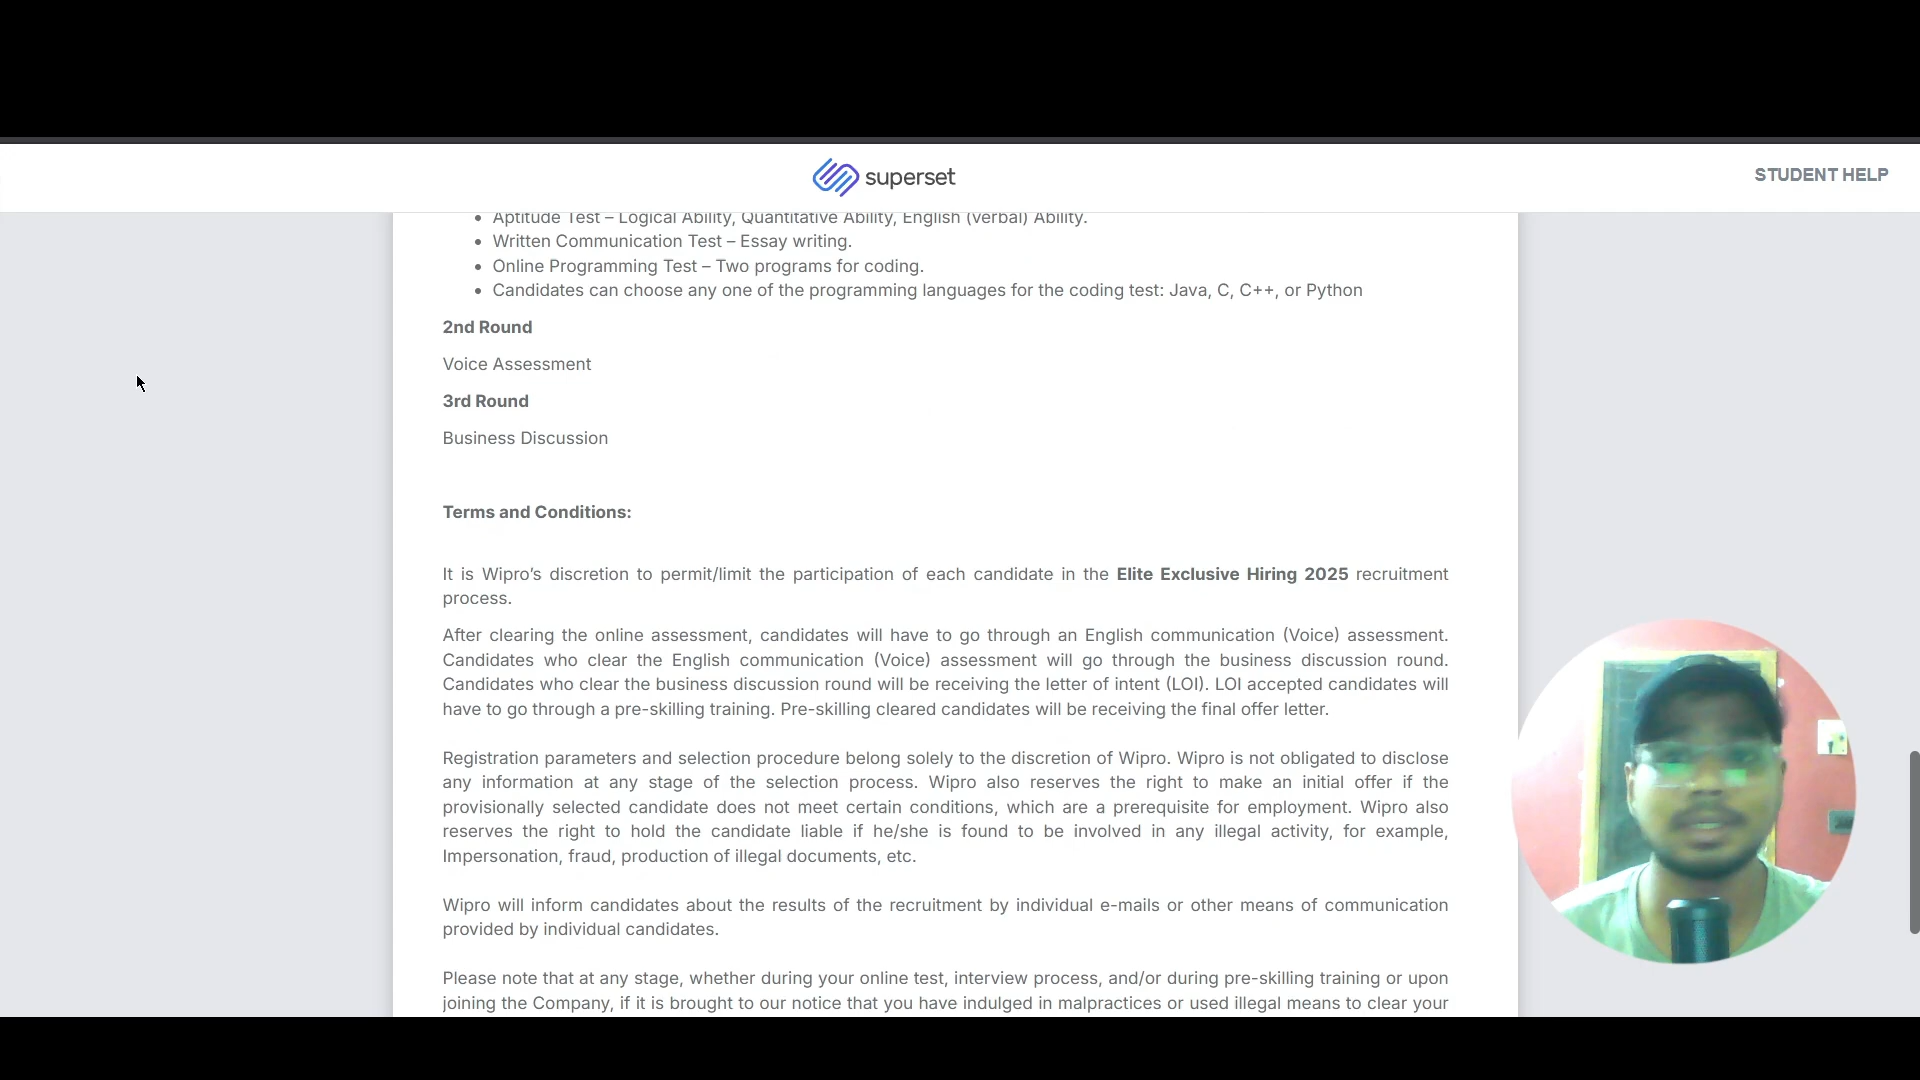 superset
STUDENT HELP
Aptitude Test – Logical Ability, Quantitative Ability, English (verbal) Ability.
Written Communication Test – Essay writing.
Online Programming Test – Two programs for coding.
Candidates can choose any one of the programming languages for the coding test: Java, C, C++, or Python
2nd Round
Voice Assessment
3rd Round
Business Discussion
Terms and Conditions:
It is Wipro’s discretion to permit/limit the participation of each candidate in the Elite Exclusive Hiring 2025 recruitment
process.
After clearing the online assessment, candidates will have to go through an English communication (Voice) assessment.
Candidates who clear the English communication (Voice) assessment will go through the business discussion round.
Candidates who clear the business discussion round will be receiving the letter of intent (LOI). LOI accepted candidates will
have to go through a pre-skilling training. Pre-skilling cleared candidates will be receiving the final offer letter.
Registration parameters and selection procedure belong solely to the discretion of Wipro. Wipro is not obligated to disclose
any information at any stage of the selection process. Wipro also reserves the right to make an initial offer if the
provisionally selected candidate does not meet certain conditions, which are a prerequisite for employment. Wipro also
reserves the right to hold the candidate liable if he/she is found to be involved in any illegal activity, for example,
Impersonation, fraud, production of illegal documents, etc.
Wipro will inform candidates about the results of the recruitment by individual e-mails or other means of communication
provided by individual candidates.
Please note that at any stage, whether during your online test, interview process, and/or during pre-skilling training or upon
joining the Company, if it is brought to our notice that you have indulged in malpractices or used illegal means to clear your